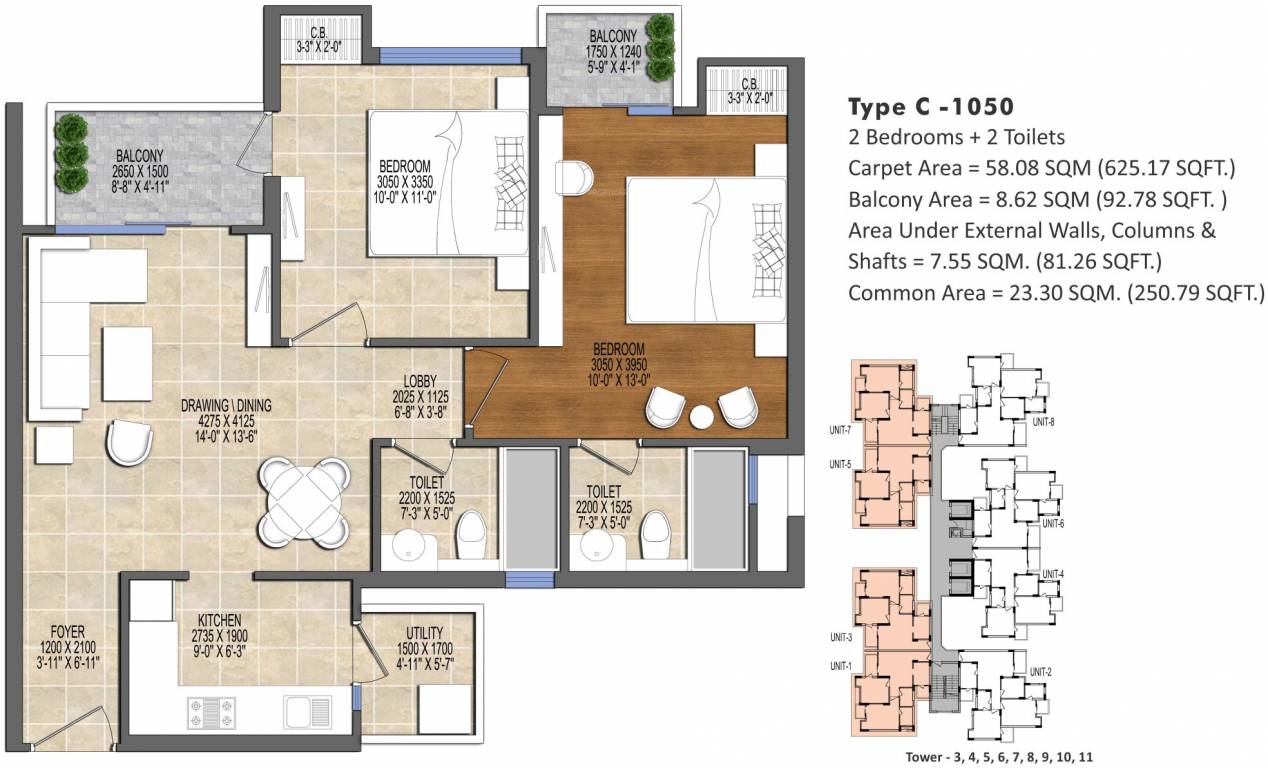 C.B.
3-3" X 2'-0"
BALCONY
1750 X 1240
5'-9" X 4'-1"
C.B.
3-3" X 2'-0"
BALCONY
2650 X 1500
8'-8" X 4'-11"
BEDROOM
3050 X 3350
10'-0" X 11'-0"
BEDROOM
3050 X 3950
10'-0" X 13'-0"
LOBBY
2025 X 1125
6'-8" X 3'-8"
DRAWING \ DINING
4275 X 4125
14'-0" X 13'-6"
TOILET
2200 X 1525
7'-3" X 5'-0"
TOILET
2200 X 1525
7'-3" X 5'-0"
KITCHEN
2735 X 1900
9'-0" X 6'-3"
FOYER
1200 X 2100
3'-11" X 6'-11"
UTILITY
1500 X 1700
4'-11" X 5'-7"
Type C -1050
2 Bedrooms + 2 Toilets
Carpet Area = 58.08 SQM (625.17 SQFT.)
Balcony Area = 8.62 SQM (92.78 SQFT. )
Area Under External Walls, Columns &
Shafts = 7.55 SQM. (81.26 SQFT.)
Common Area = 23.30 SQM. (250.79 SQFT.)
UNIT-7
UNIT-8
UNIT-5
UNIT-6
UNIT-4
UNIT-3
UNIT-1
UNIT-2
Tower - 3, 4, 5, 6, 7, 8, 9, 10, 11